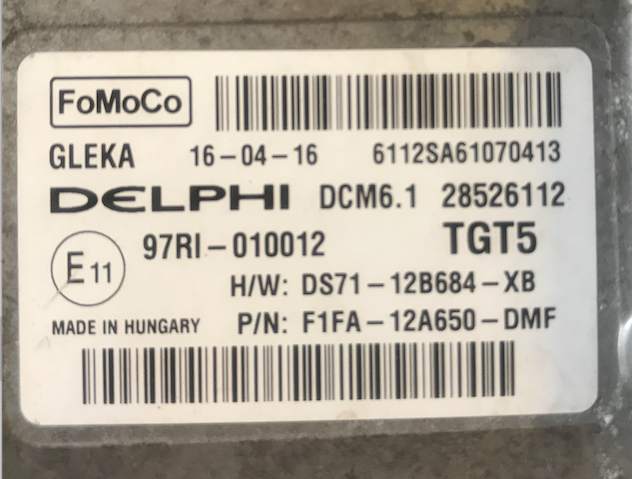 FoMoCo
GLEKA 16-04-16 6112SA61070413
DELPHI DCM6.1 28526112
E11 97RI-010012 TGT5
H/W: DS71-12B684-XB
MADE IN HUNGARY P/N: F1FA-12A650-DMF